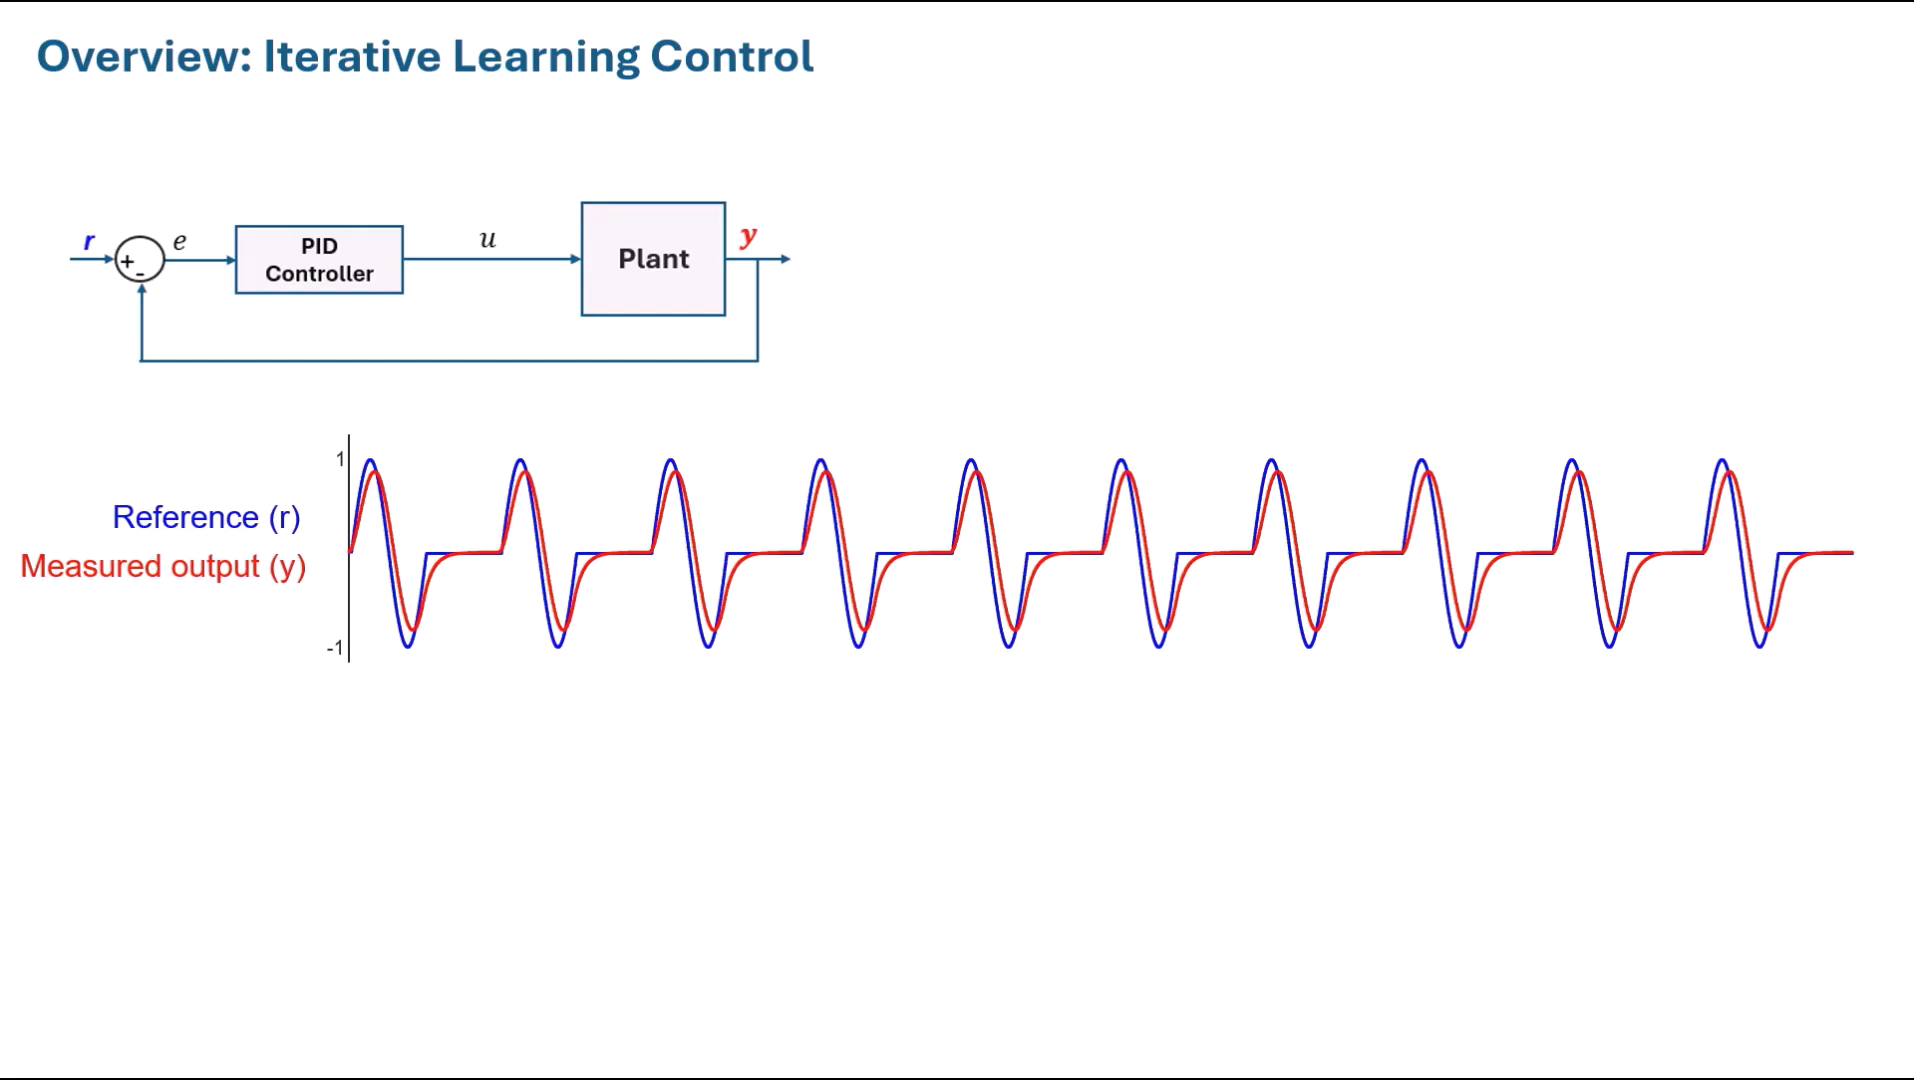 Overview: Iterative Learning Control
r
e
+
-
PID
Controller
u
Plant
y
1
Reference (r)
Measured output (y)
-1